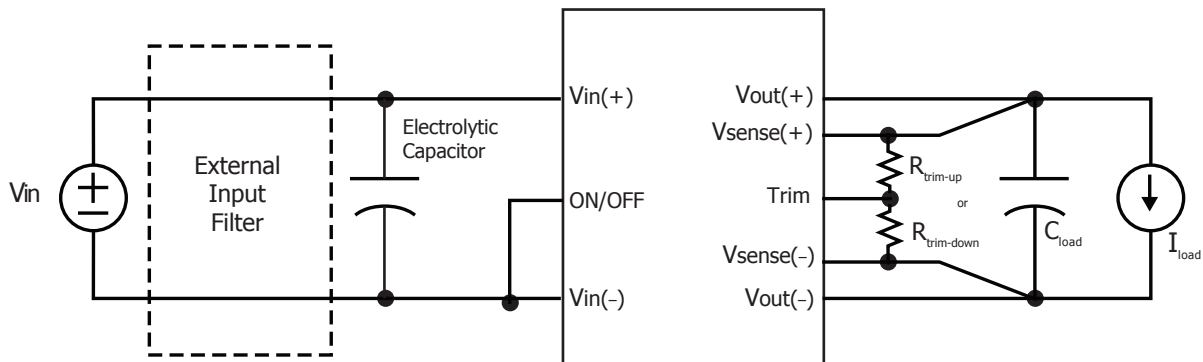 Vin
External
Input
Filter
Electrolytic
Capacitor
Vin(+)
ON/OFF
Vin(−)
Vout(+)
Vsense(+)
Trim
Vsense(−)
Vout(−)
Rtrim-up
or
Rtrim-down
Cload
Iload